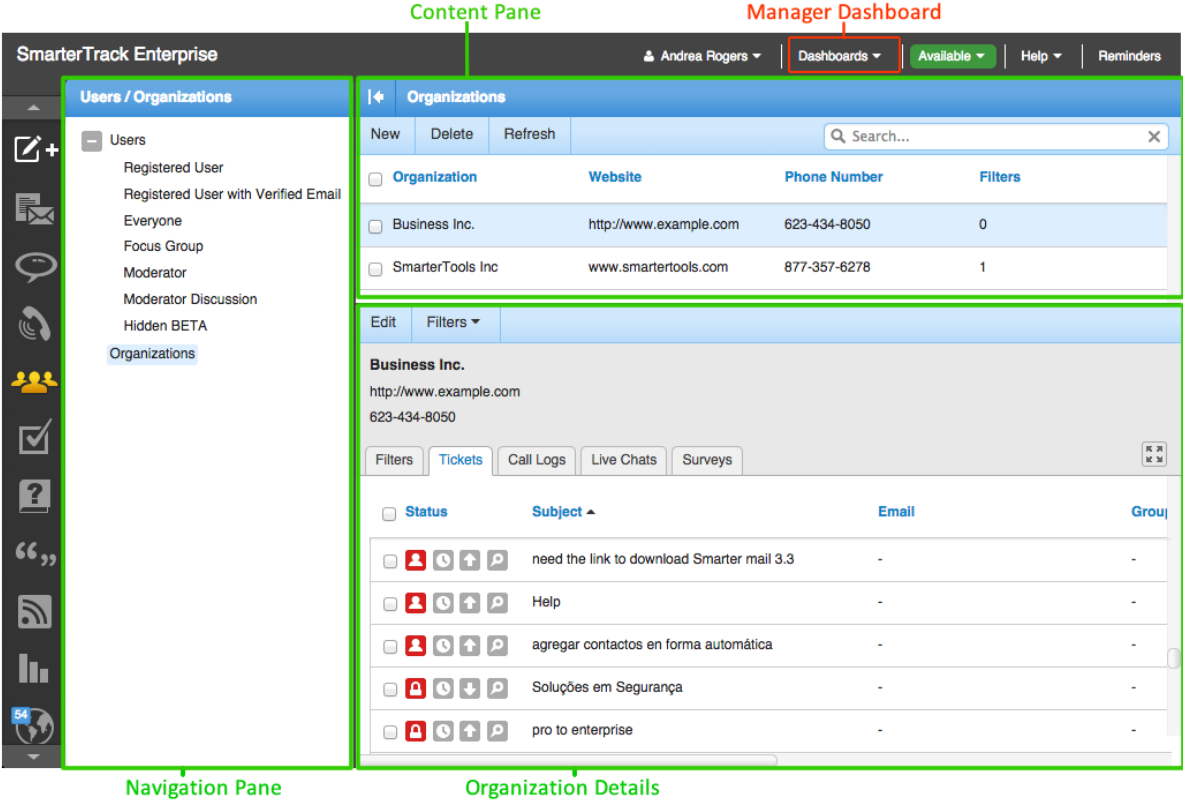 Content Pane Manager Dashboard
SmarterTrack Enterprise Andrea Rogers Dashboards Available Help Reminders
Users / Organizations
Users
Registered User
Registered User with Verified Email
Everyone
Focus Group
Moderator
Moderator Discussion
Hidden BETA
Organizations
54
Organizations
New Delete Refresh Search...
Organization Website Phone Number Filters
Business Inc. http://www.example.com 623-434-8050 0
SmarterTools Inc www.smartertools.com 877-357-6278 1
Edit Filters
Business Inc.
http://www.example.com
623-434-8050
Filters Tickets Call Logs Live Chats Surveys
Status Subject Email Group
need the link to download Smarter mail 3.3 - -
Help - -
agregar contactos en forma automática - -
Soluções em Segurança - -
pro to enterprise - -
Navigation Pane Organization Details